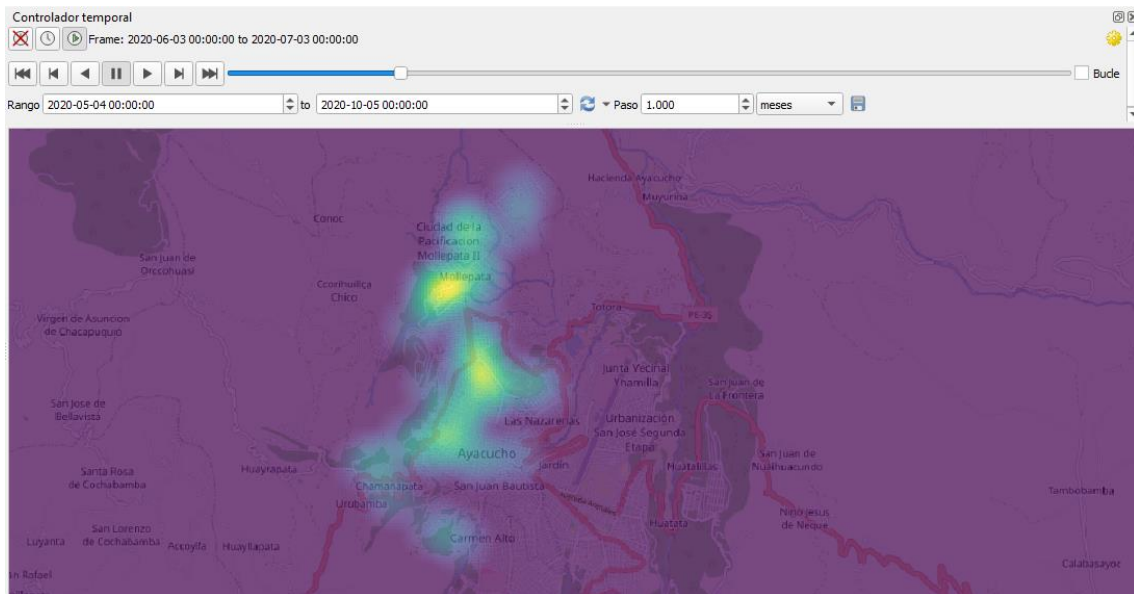 Controlador temporal
Frame: 2020-06-03 00:00:00 to 2020-07-03 00:00:00
Bucle
Rango 2020-05-04 00:00:00 to 2020-10-05 00:00:00 Paso 1.000 meses
Hacienda Ayacucho
Muyurina
Conoc
Ciudad de la
Pacificacion
Mollepata II
San Juan de
Orccohuasi
Mollepata
Ccorihuillca
Chico
Totora
PE-3S
Virgen de Asuncion
de Chacapuquio
Junta Vecinal
Yhamilla
San Juan de
La Frontera
San Jose de
Bellavista
Las Nazarenas
Urbanización
San José Segunda
Etapa
Ayacucho
Jardín
Huatatillas
San Juan de
Huayrapata
Santa Rosa
de Cochabamba
Chamanapata
San Juan Bautista
Tambobamba
Urubamba
Huatata
Niño Jesus
de Neque
San Lorenzo
de Cochabamba
Luyanta
Accoylla
Huayllapata
Carmen Alto
Calabasayoc
an Rafael